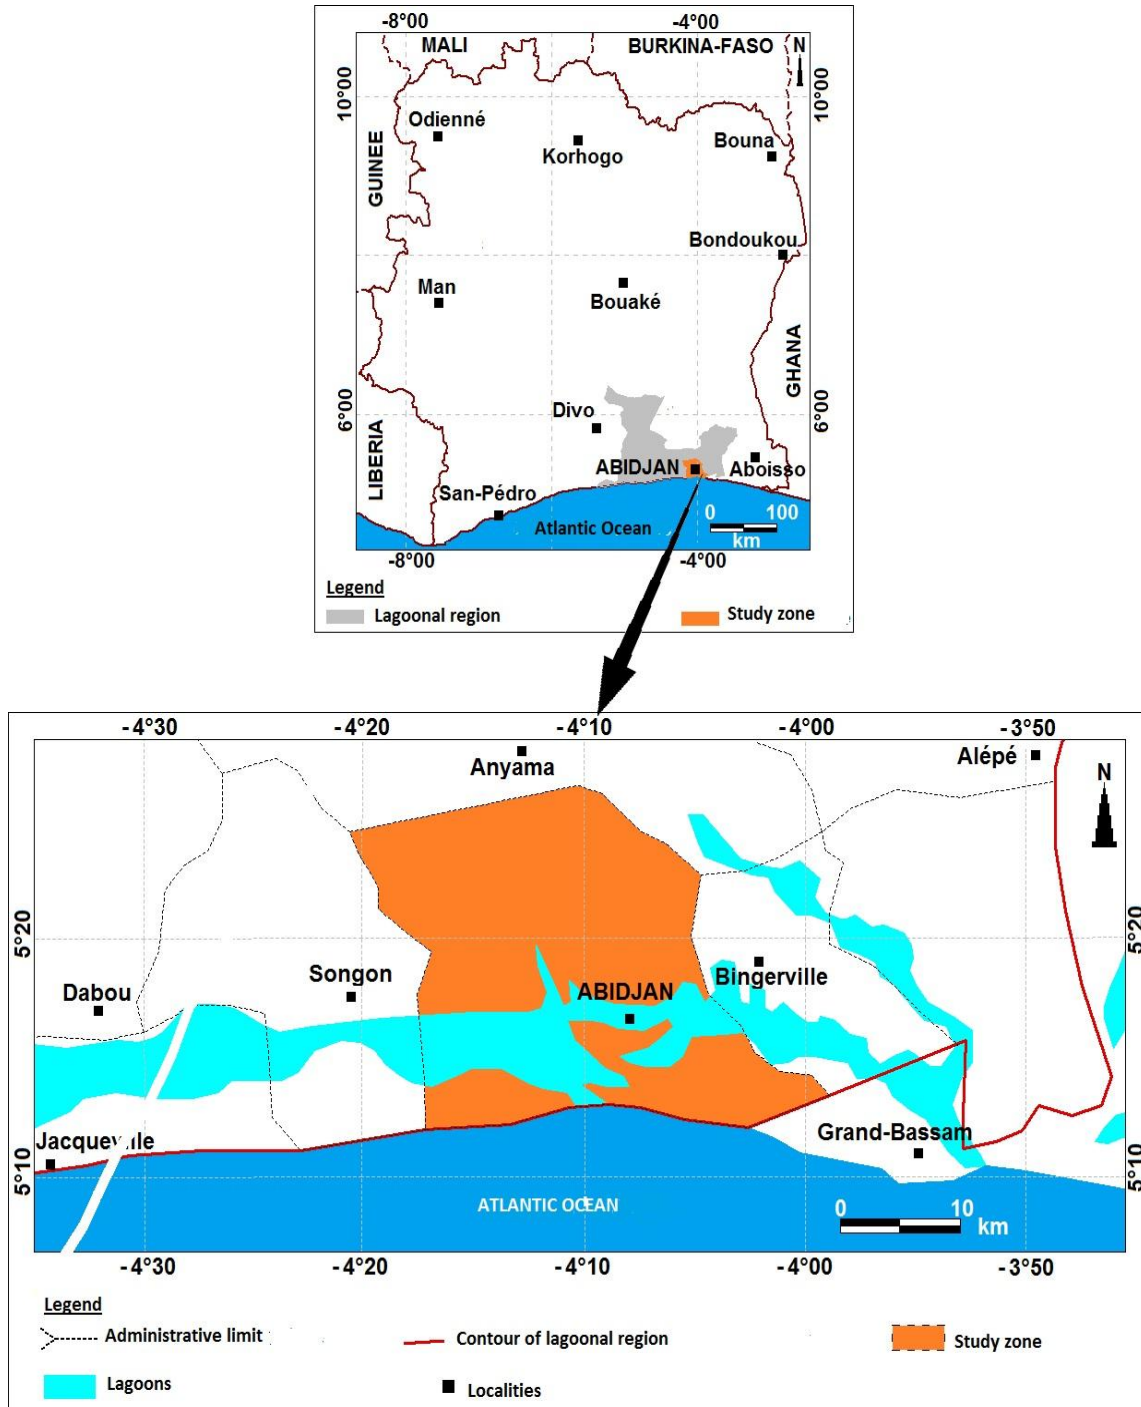 -8°00 -4°00
MALI BURKINA-FASO N
10°00 10°00
Odienné
Korhogo
Bouna
GUINEE
Bondoukou
Man
Bouaké
GHANA
6°00 6°00
Divo
LIBERIA
ABIDJAN
Aboisso
San-Pédro
0 100
km
Atlantic Ocean
-8°00 -4°00
Legend
Lagoonal region
Study zone
-4°30 -4°20 -4°10 -4°00 -3°50
Anyama
Alépé
N
5°20 5°20
Dabou
Songon
ABIDJAN
Bingerville
Jacqueville
Grand-Bassam
5°10 5°10
ATLANTIC OCEAN
0 10
km
-4°30 -4°20 -4°10 -4°00 -3°50
Legend
Administrative limit
Contour of lagoonal region
Study zone
Lagoons
Localities